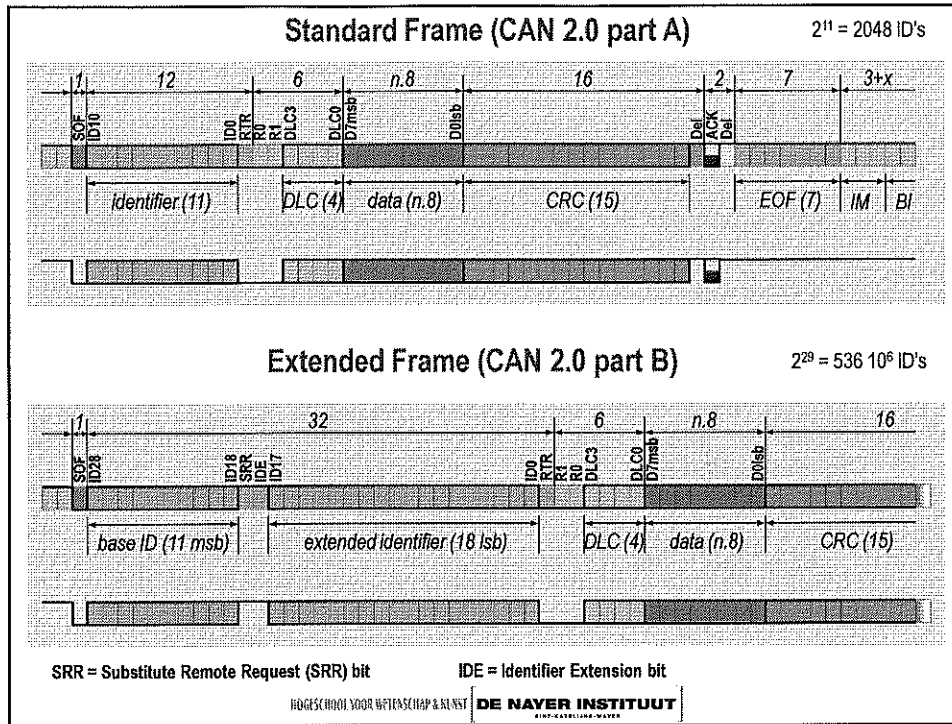 Standard Frame (CAN 2.0 part A)
2¹¹ = 2048 ID's
1 12 6 n.8 16 2 7 3+x
SOF ID10 ID0 RTR R0 R1 DLC3 DLC0 D7msb D0lsb Del ACK Del
identifier (11) DLC (4) data (n.8) CRC (15) EOF (7) IM BI
Extended Frame (CAN 2.0 part B)
2²⁹ = 536 10⁶ ID's
1 32 6 n.8 16
SOF ID28 ID18 SRR IDE ID17 ID0 RTR R1 R0 DLC3 DLC0 D7msb D0lsb
base ID (11 msb) extended identifier (18 lsb) DLC (4) data (n.8) CRC (15)
SRR = Substitute Remote Request (SRR) bit IDE = Identifier Extension bit
HOGESCHOOL VOOR WETENSCHAP & KUNST DE NAYER INSTITUUT
SINT-KATELIJNE-WAVER